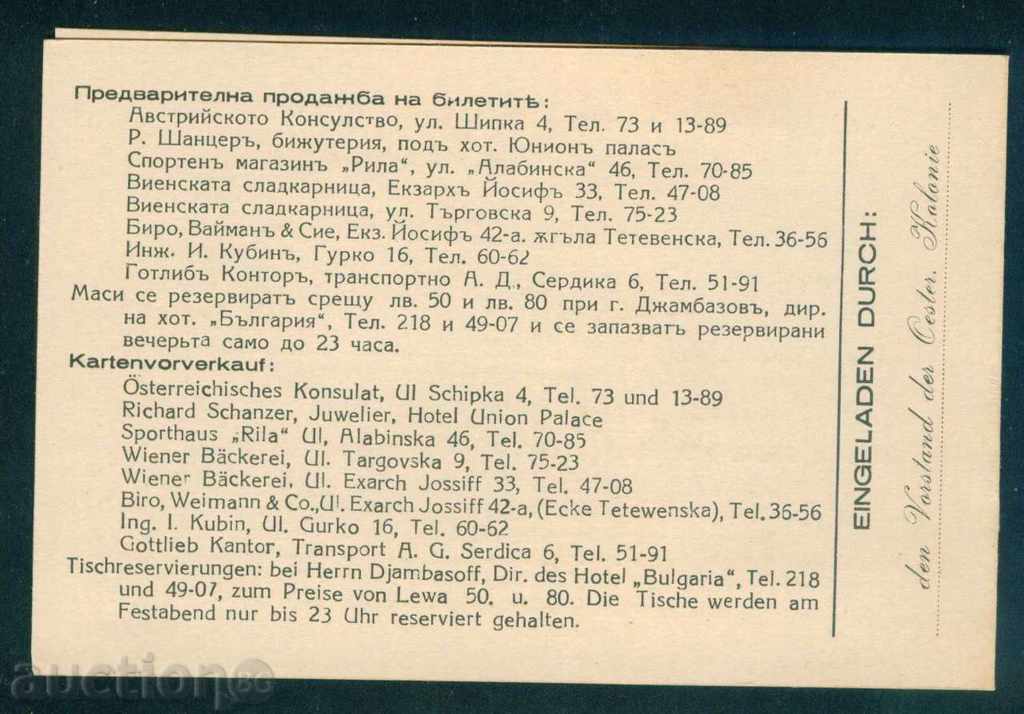 Предварителна продажба на билетитѣ:
Австрийското Консулство, ул. Шипка 4, Тел. 73 и 13-89
Р. Шанцеръ, бижутерия, подъ хот. Юнионъ паласъ
Спортенъ магазинъ „Рила“, ул. „Алабинска“ 46, Тел. 70-85
Виенската сладкарница, Екзархъ Йосифъ 33, Тел. 47-08
Виенската сладкарница, ул. Търговска 9, Тел. 75-23
Биро, Вайманъ & Сие, Екз. Йосифъ 42-а. ѫгъла Тетевенска, Тел. 36-56
Инж. И. Кубинъ, Гурко 16, Тел. 60-62
Готлибъ Конторъ, транспортно А. Д., Сердика 6, Тел. 51-91
Маси се резервиратъ срещу лв. 50 и лв. 80 при г. Джамбазовъ, дир.
на хот. „България“, Тел. 218 и 49-07 и се запазватъ резервирани
вечерьта само до 23 часа.
Kartenvorverkauf:
Österreichisches Konsulat, Ul Schipka 4, Tel. 73 und 13-89
Richard Schanzer, Juwelier, Hotel Union Palace
Sporthaus „Rila“ Ul, Alabinska 46, Tel. 70-85
Wiener Bäckerei, Ul. Targovska 9, Tel. 75-23
Wiener Bäckerei, Ul. Exarch Jossiff 33, Tel. 47-08
Biro, Weimann & Co.,Ul. Exarch Jossiff 42-a, (Ecke Tetewenska), Tel. 36-56
Ing. I. Kubin, Ul. Gurko 16, Tel. 60-62
Gottlieb Kantor, Transport A. G. Serdica 6, Tel. 51-91
Tischreservierungen: bei Herrn Djambasoff, Dir. des Hotel „Bulgaria“, Tel. 218
und 49-07, zum Preise von Lewa 50. u. 80. Die Tische werden am
Festabend nur bis 23 Uhr reserviert gehalten.
EINGELADEN DURCH:
den Vorstand der Oester. Kolonie
auction BG